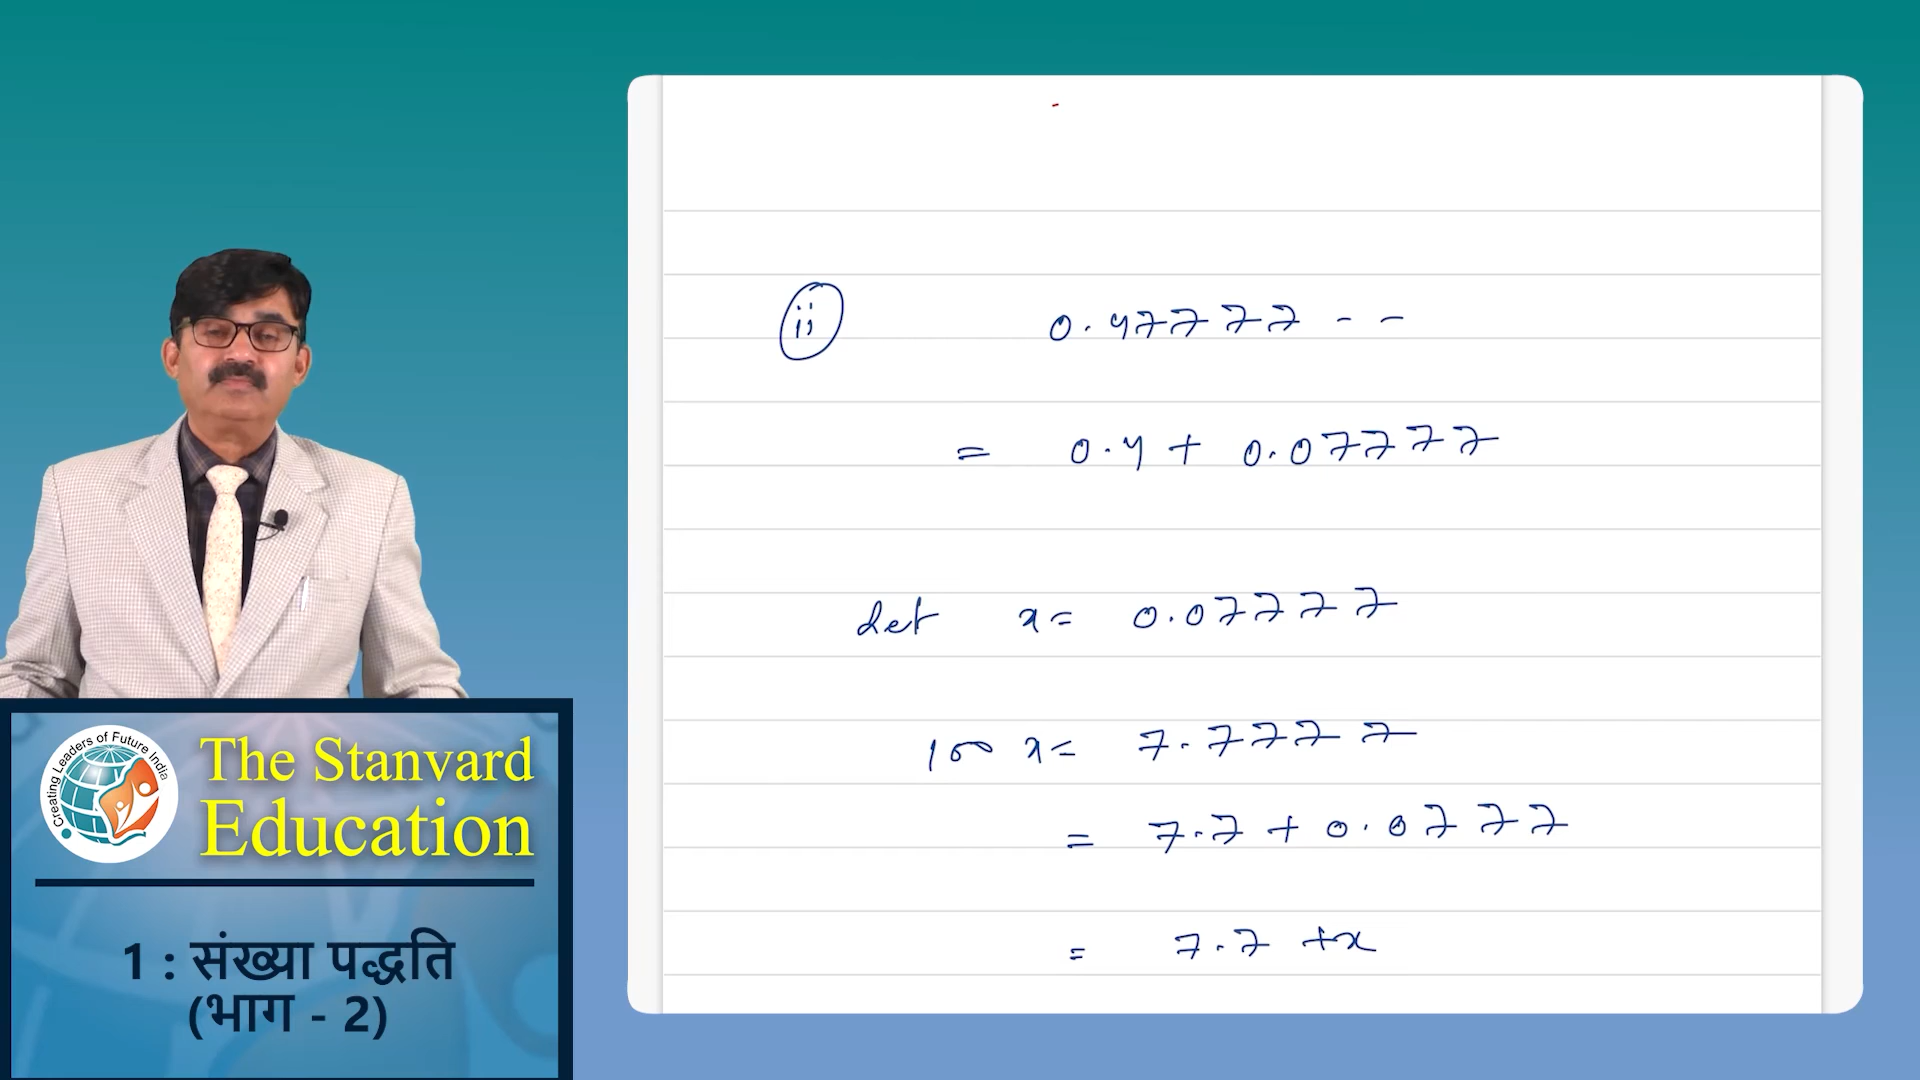 ii 0.47777 - -
= 0.4 + 0.07777
Let x = 0.07777
100 x = 7.7777
= 7.7 + 0.0777
= 7.7 + x
Creating Leaders of Future India
The Stanvard
Education
1 : संख्या पद्धति
(भाग - 2)